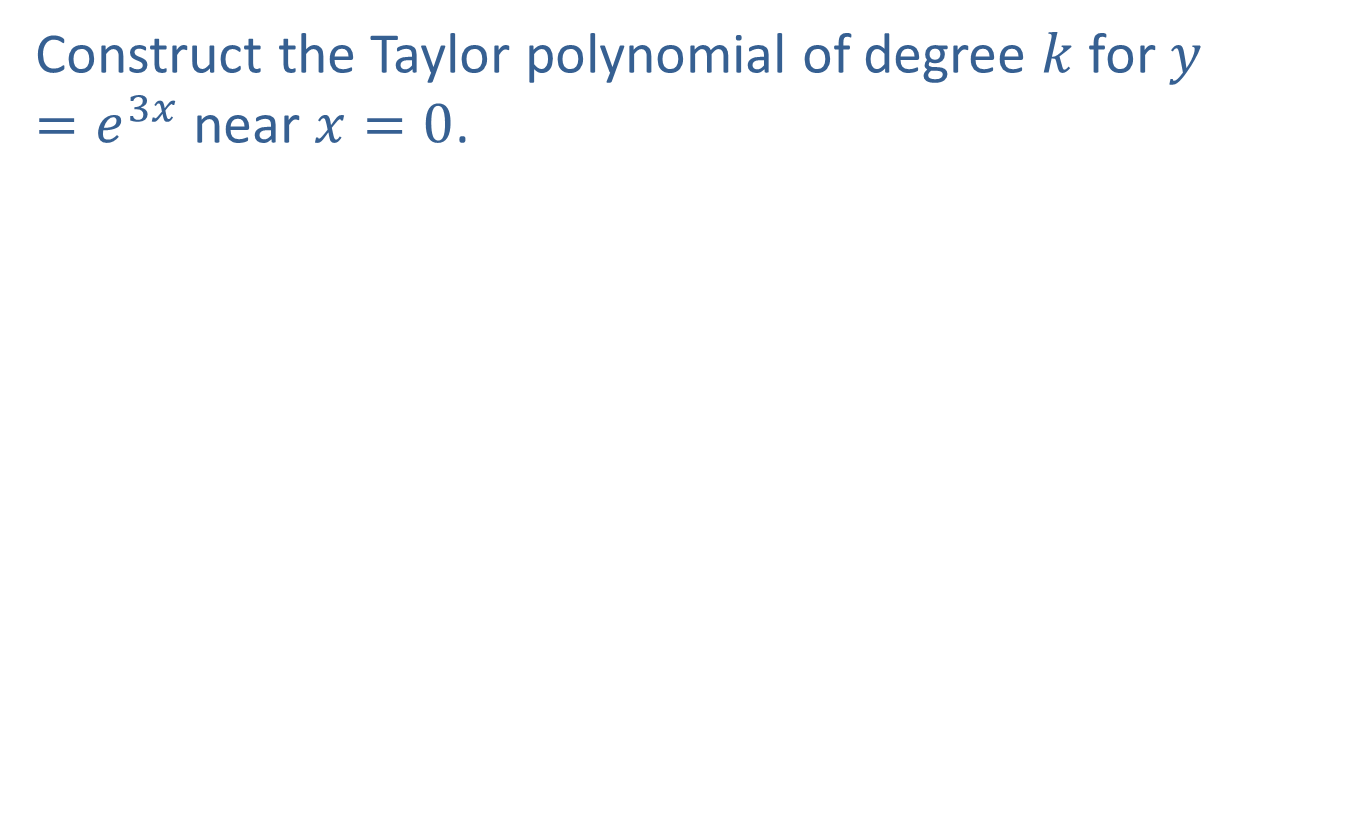 Construct the Taylor polynomial of degree 𝑘 for 𝑦
= 𝑒^{3𝑥} near 𝑥 = 0.